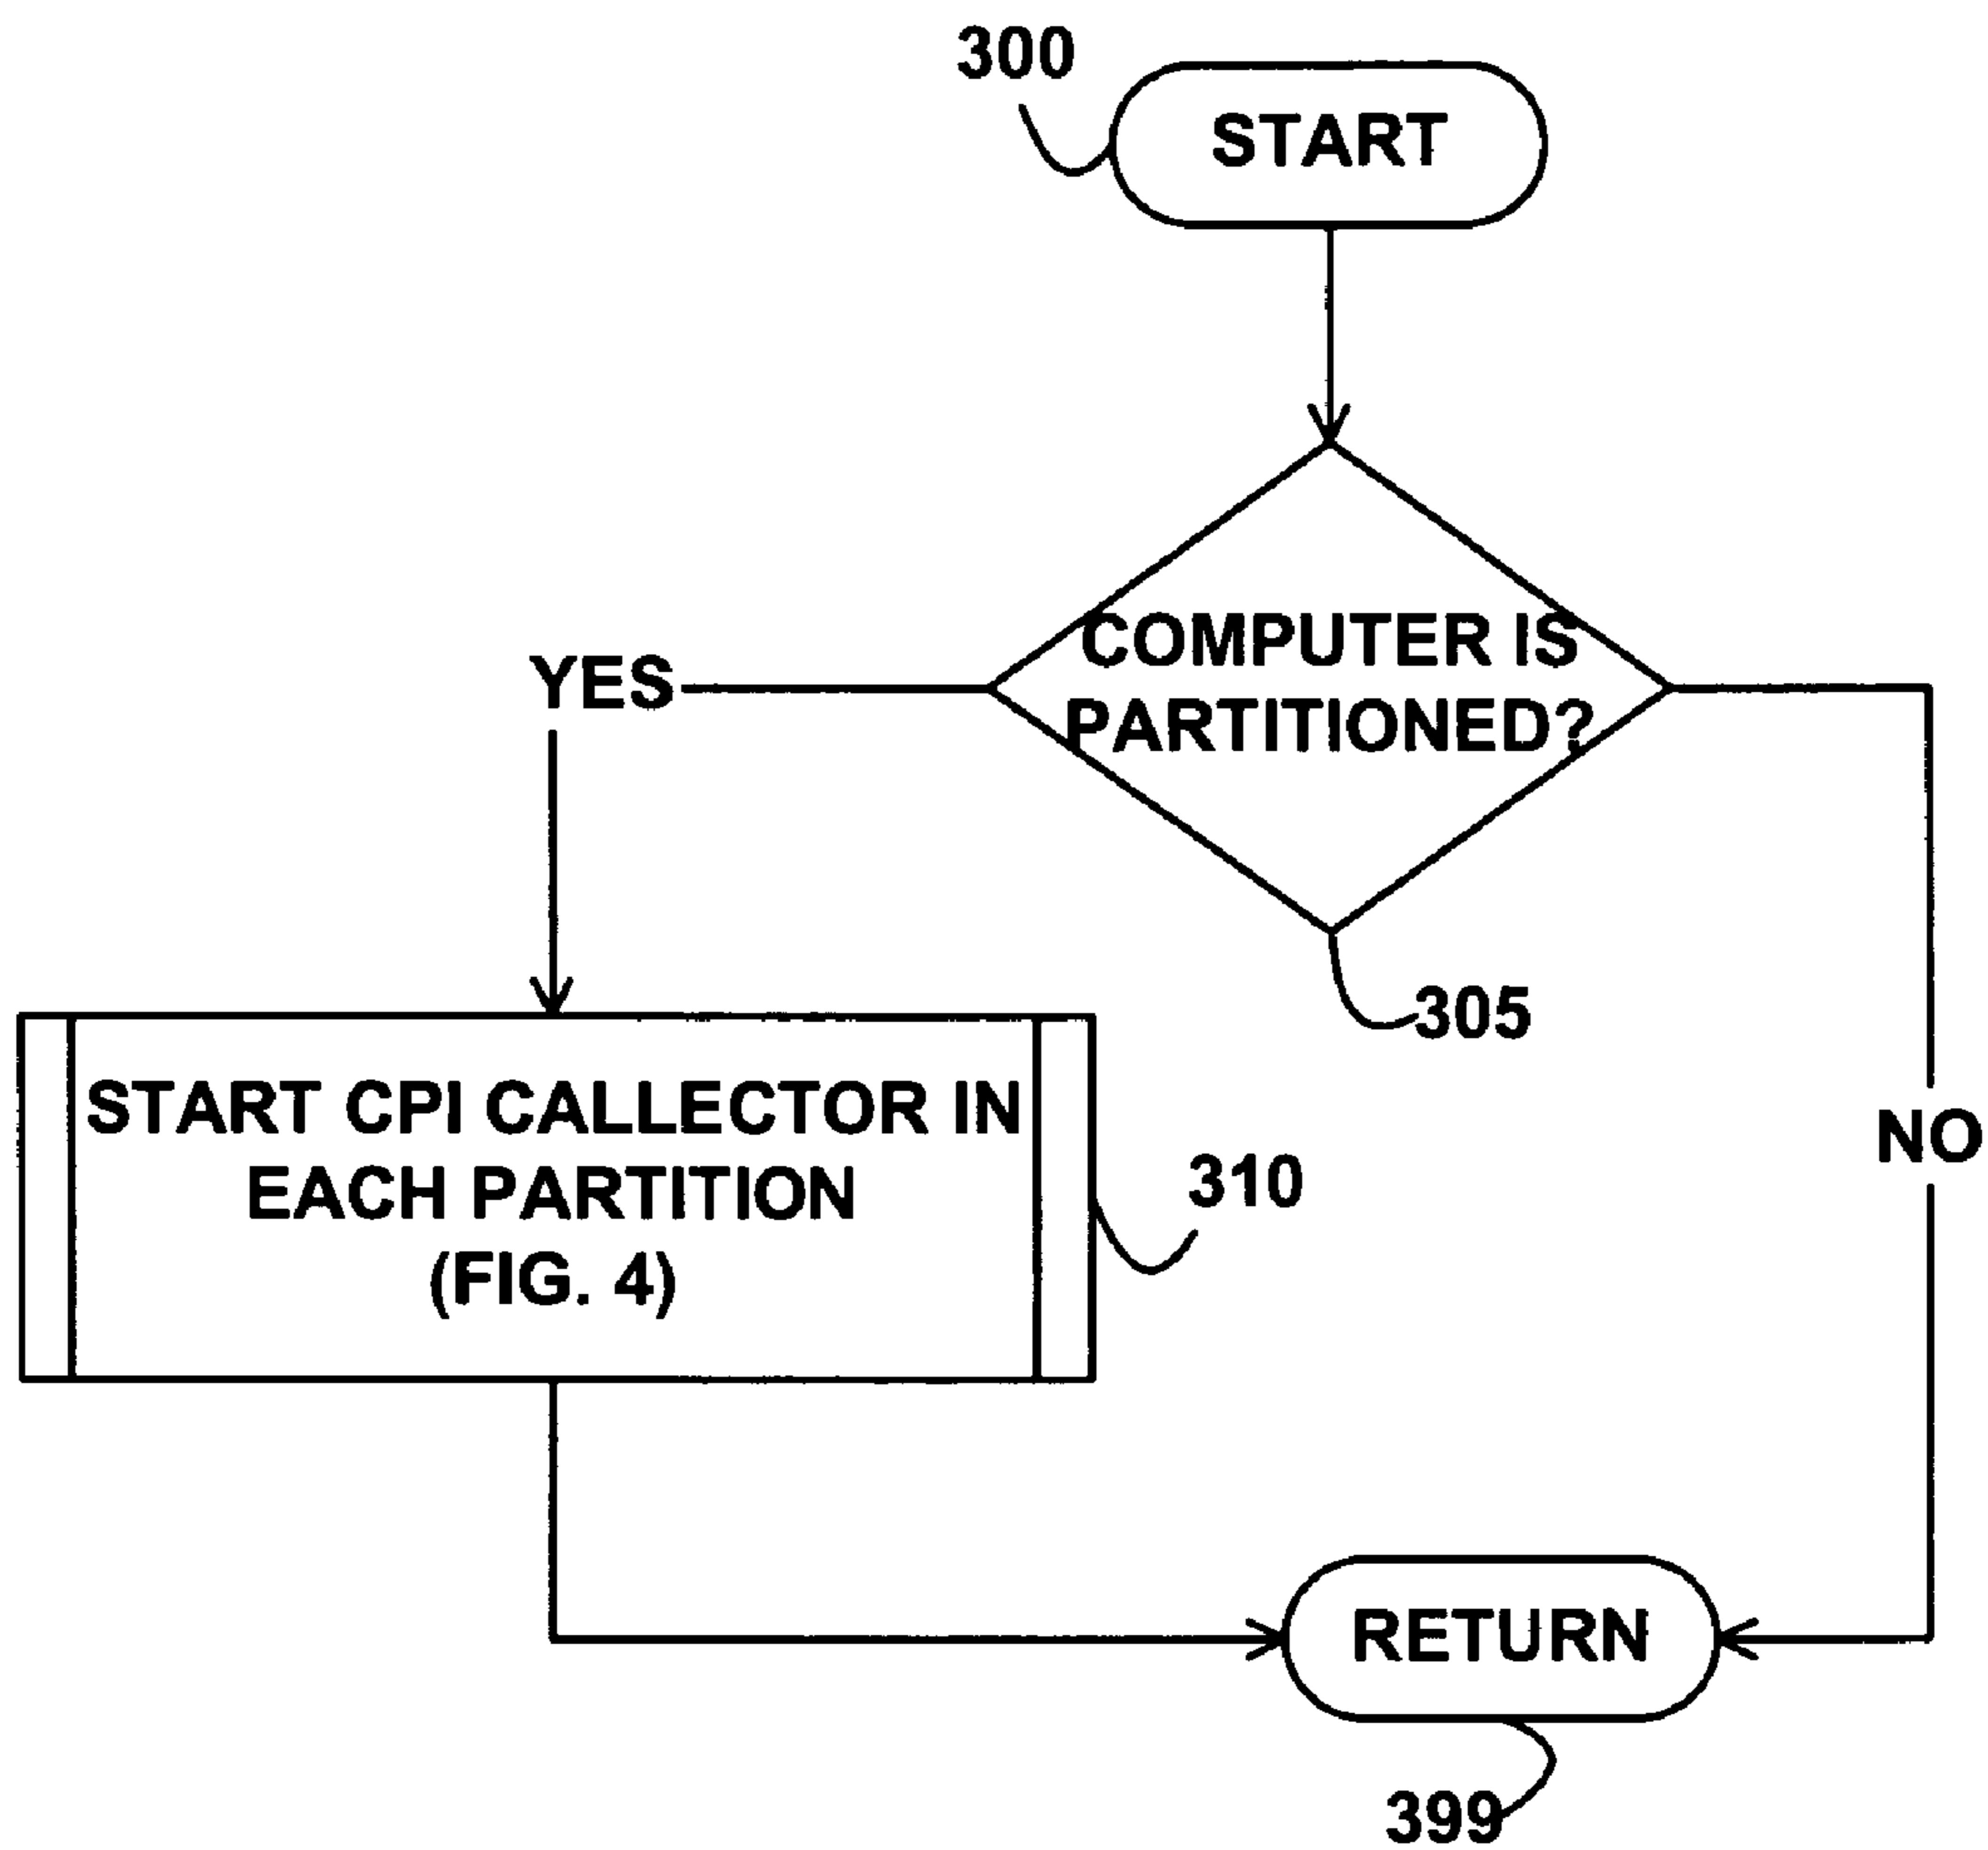 300
START
COMPUTER IS
PARTITIONED?
YES
305
START CPI CALLECTOR IN
EACH PARTITION
(FIG. 4)
310
NO
RETURN
399